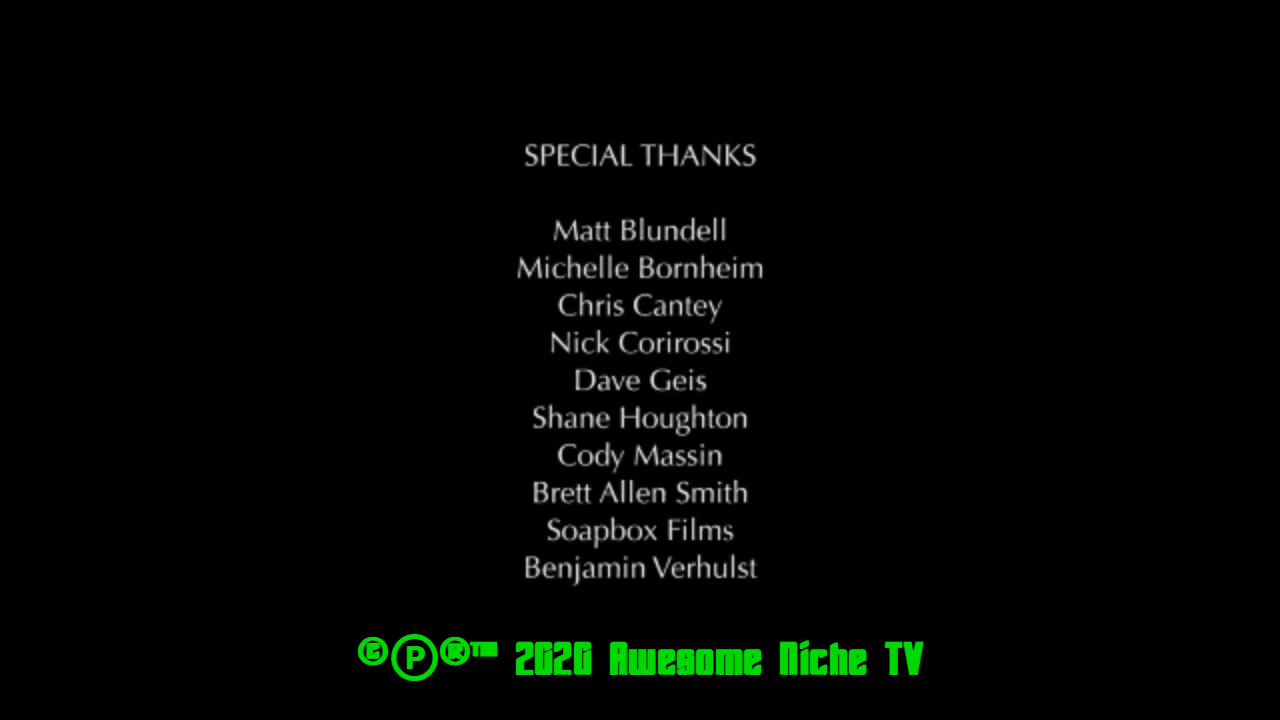 SPECIAL THANKS
Matt Blundell
Michelle Bornheim
Chris Cantey
Nick Corirossi
Dave Geis
Shane Houghton
Cody Massin
Brett Allen Smith
Soapbox Films
Benjamin Verhulst
©℗®™ 2020 Awesome Niche TV